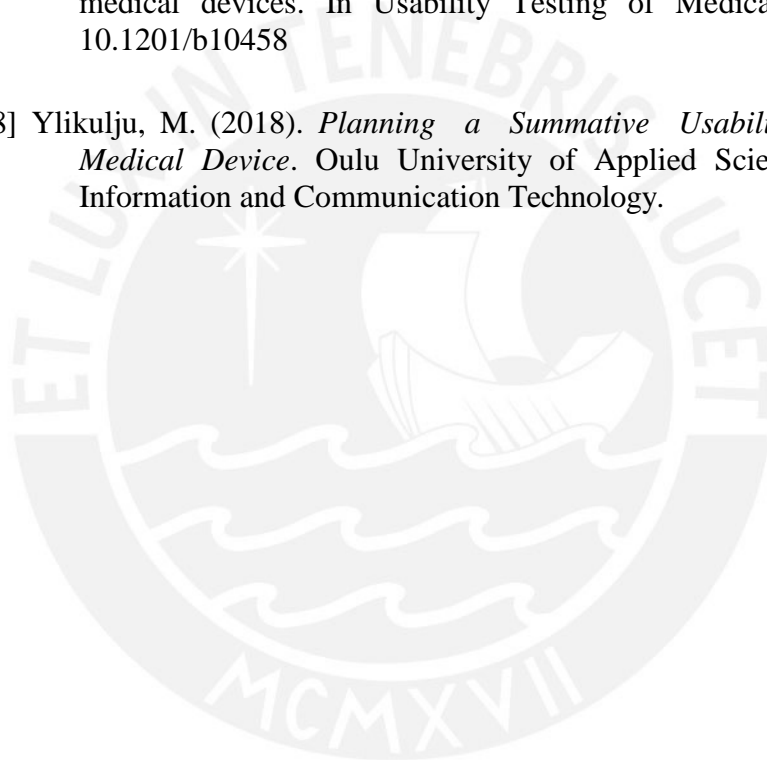 medical devices. In Usability Testing of Medica
10.1201/b10458
8] Ylikulju, M. (2018). Planning a Summative Usabili
Medical Device. Oulu University of Applied Scie
Information and Communication Technology.
ET LUX IN TENEBRIS LUCET
MCMXVII